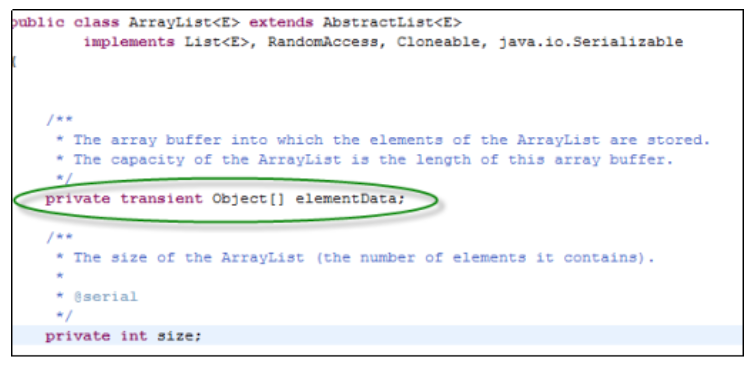 public class ArrayList<E> extends AbstractList<E>
implements List<E>, RandomAccess, Cloneable, java.io.Serializable
{
/**
* The array buffer into which the elements of the ArrayList are stored.
* The capacity of the ArrayList is the length of this array buffer.
*/
private transient Object[] elementData;
/**
* The size of the ArrayList (the number of elements it contains).
*
* @serial
*/
private int size;